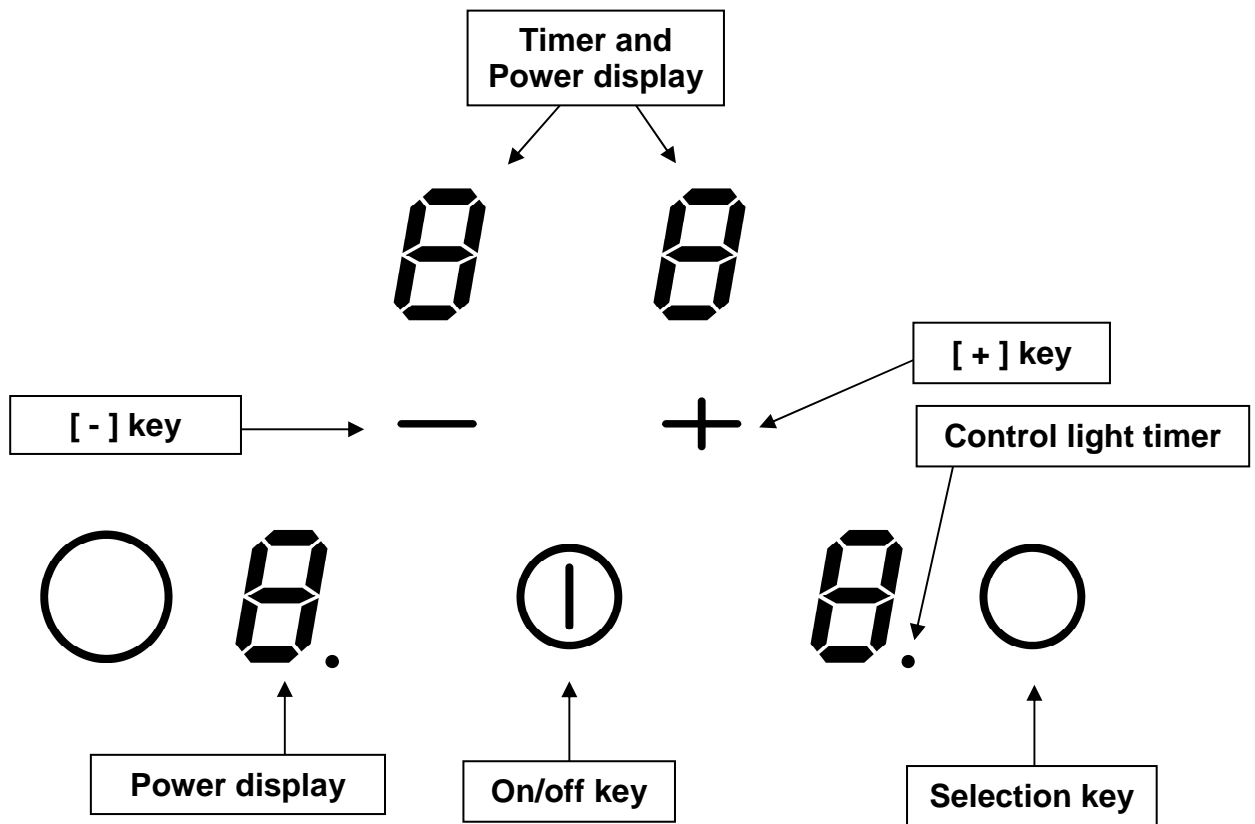 Timer and
Power display
[ + ] key
[ - ] key
Control light timer
Power display
On/off key
Selection key